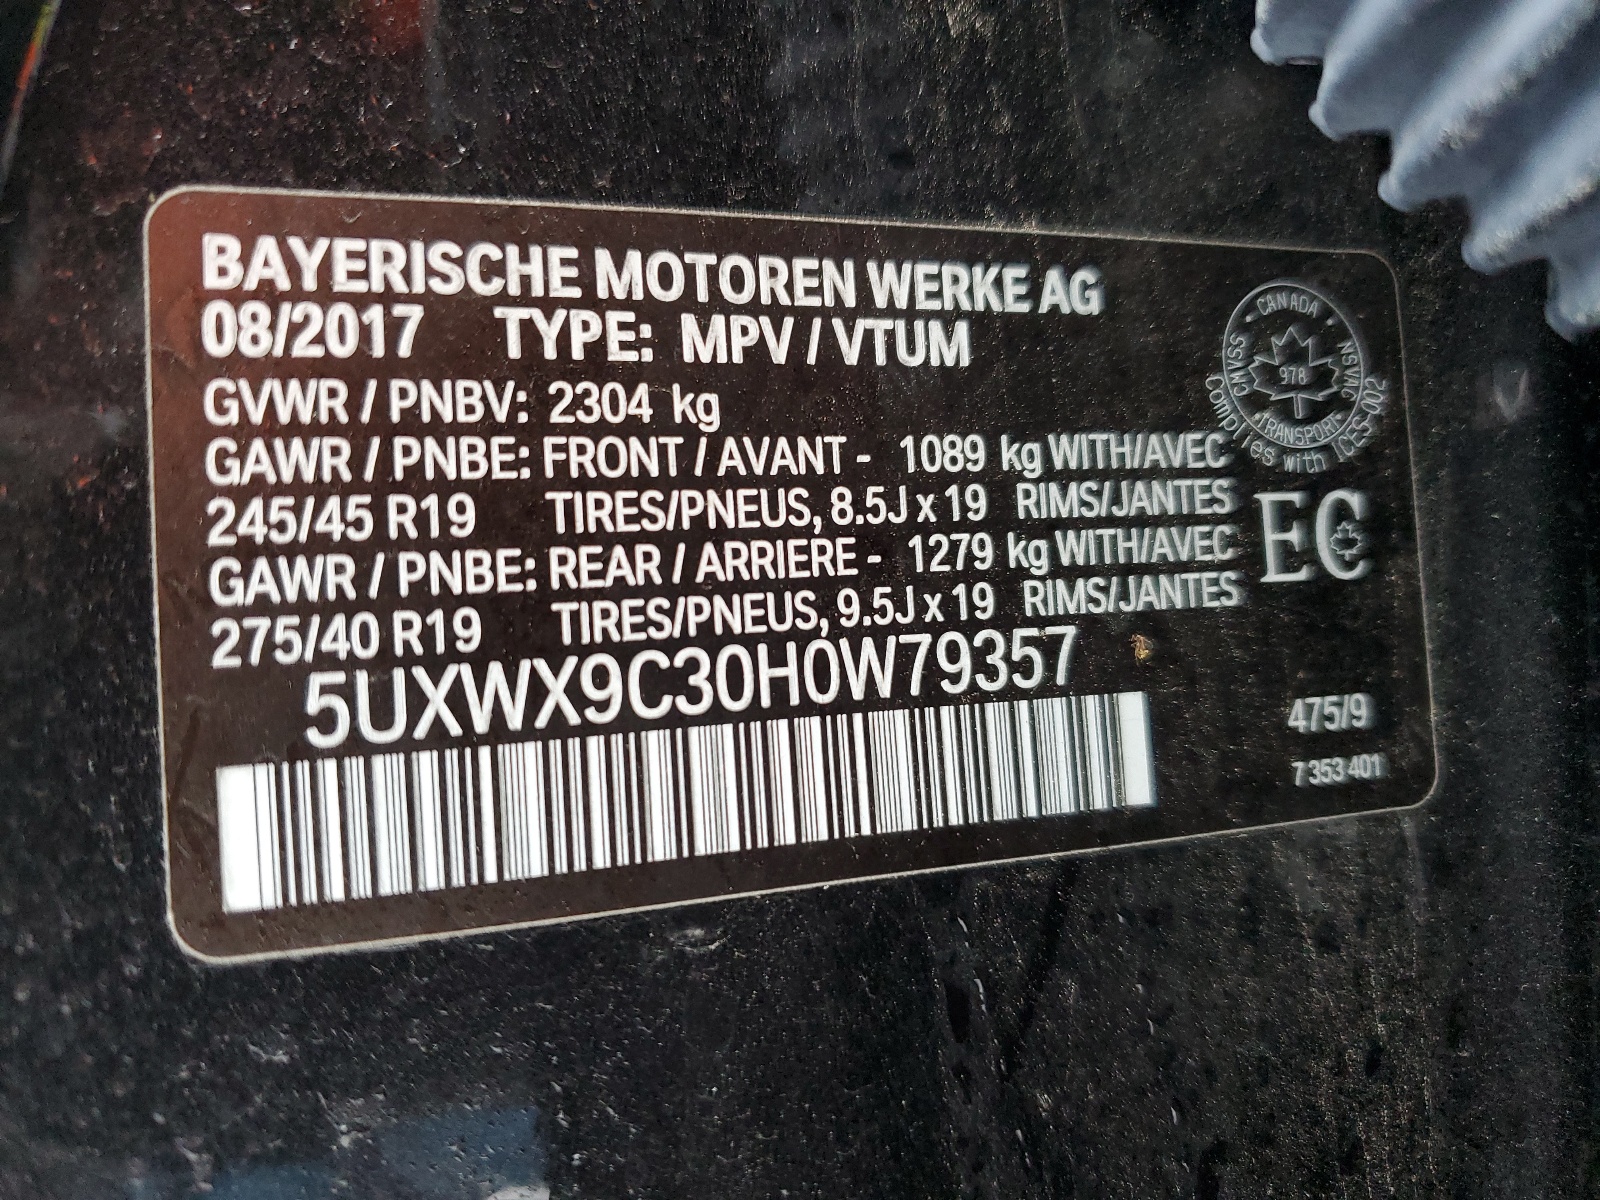 BAYERISCHE MOTOREN WERKE AG
08/2017 TYPE: MPV / VTUM
GVWR / PNBV: 2304 kg
GAWR / PNBE: FRONT / AVANT - 1089 kg WITH/AVEC
245/45 R19 TIRES/PNEUS, 8.5J x 19 RIMS/JANTES
GAWR / PNBE: REAR / ARRIERE - 1279 kg WITH/AVEC
275/40 R19 TIRES/PNEUS, 9.5J x 19 RIMS/JANTES
5UXWX9C30H0W79357
CANADA
CMVSS
NSVAC
978
TRANSPORT
Complies with ICES-002
EC
475/9
7 353 401